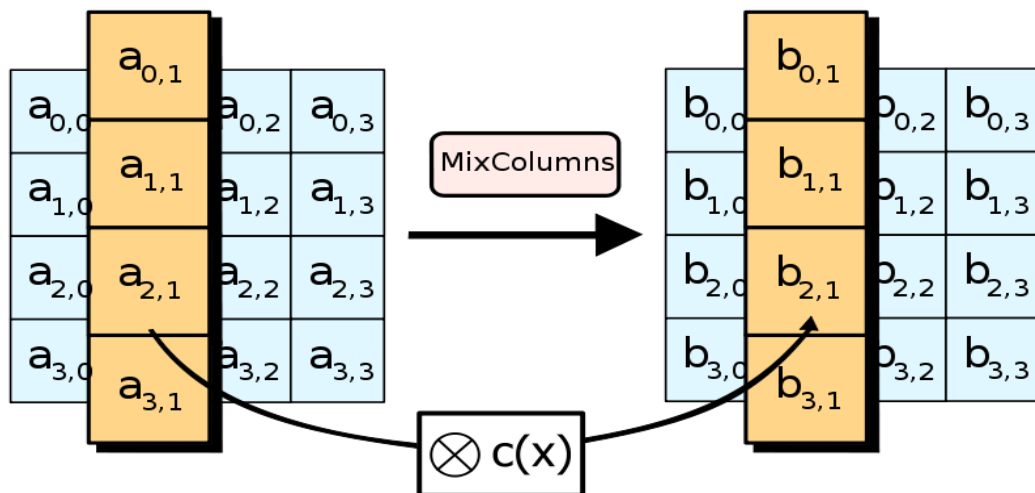 a0,0 a0,1 a0,2 a0,3
a1,0 a1,1 a1,2 a1,3
a2,0 a2,1 a2,2 a2,3
a3,0 a3,1 a3,2 a3,3
MixColumns
b0,0 b0,1 b0,2 b0,3
b1,0 b1,1 b1,2 b1,3
b2,0 b2,1 b2,2 b2,3
b3,0 b3,1 b3,2 b3,3
⊗ c(x)